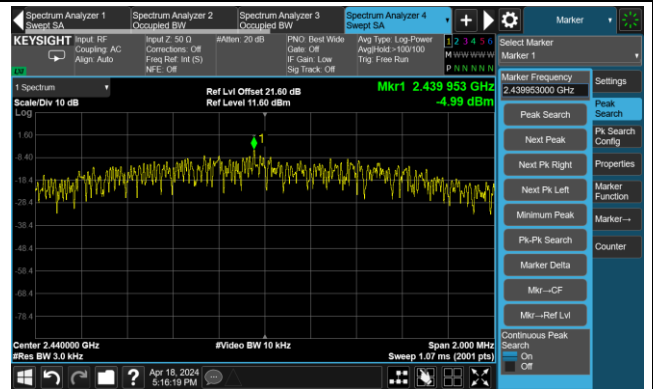 Spectrum Analyzer 1
Swept SA
Spectrum Analyzer 2
Occupied BW
Spectrum Analyzer 3
Occupied BW
Spectrum Analyzer 4
Swept SA
+
Marker
KEYSIGHT
Input: RF
Coupling: AC
Align: Auto
Input Z: 50 Ω
Corrections: Off
Freq Ref: Int (S)
NFE: Off
#Atten: 20 dB
PNO: Best Wide
Gate: Off
IF Gain: Low
Sig Track: Off
Avg Type: Log-Power
Avg|Hold:>100/100
Trig: Free Run
1 2 3 4 5 6
M W W W W W
P N N N N N
Select Marker
Marker 1
1 Spectrum
Scale/Div 10 dB
Log
Ref Lvl Offset 21.60 dB
Ref Level 11.60 dBm
Mkr1 2.439 953 GHz
-4.99 dBm
1.60
-8.40
-18.4
-28.4
-38.4
-48.4
-58.4
-68.4
-78.4
1
Center 2.440000 GHz
#Res BW 3.0 kHz
#Video BW 10 kHz
Span 2.000 MHz
Sweep 1.07 ms (2001 pts)
Marker Frequency
2.439953000 GHz
Peak Search
Next Peak
Next Pk Right
Next Pk Left
Minimum Peak
Pk-Pk Search
Marker Delta
Mkr→CF
Mkr→Ref Lvl
Continuous Peak
Search
On
Off
Settings
Peak
Search
Pk Search
Config
Properties
Marker
Function
Marker→
Counter
?
Apr 18, 2024
5:16:19 PM